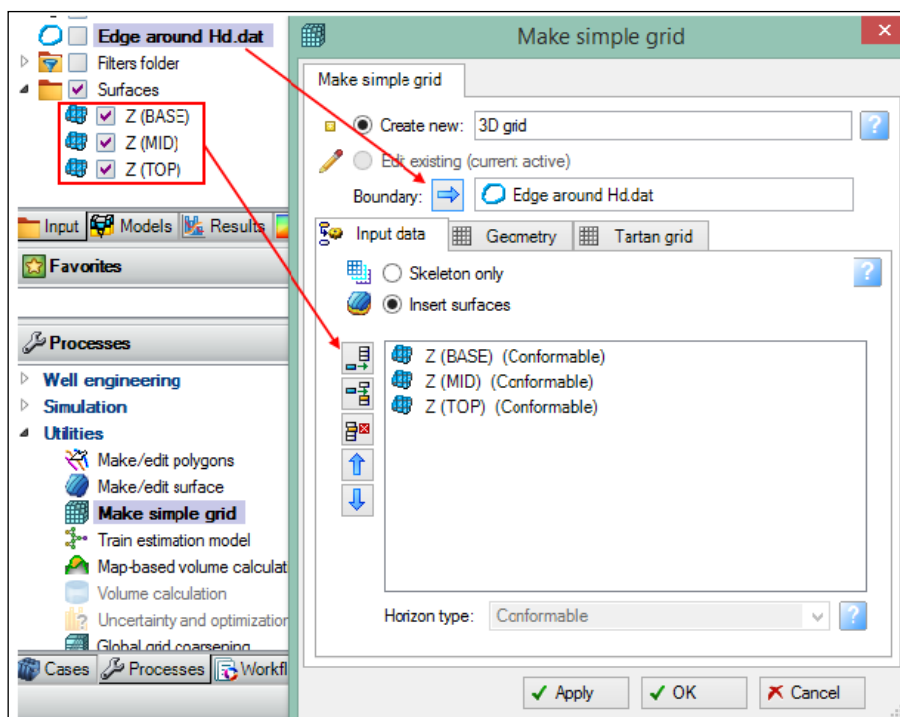 Edge around Hd.dat
Filters folder
Surfaces
Z (BASE)
Z (MID)
Z (TOP)
Input
Models
Results
Favorites
Processes
Well engineering
Simulation
Utilities
Make/edit polygons
Make/edit surface
Make simple grid
Train estimation model
Map-based volume calculat
Volume calculation
Uncertainty and optimization
Global grid coarsening
Cases
Processes
Workfl
Make simple grid
Make simple grid
Create new: 3D grid
Edit existing (current active)
Boundary: Edge around Hd.dat
Input data
Geometry
Tartan grid
Skeleton only
Insert surfaces
Z (BASE) (Conformable)
Z (MID) (Conformable)
Z (TOP) (Conformable)
Horizon type: Conformable
Apply
OK
Cancel